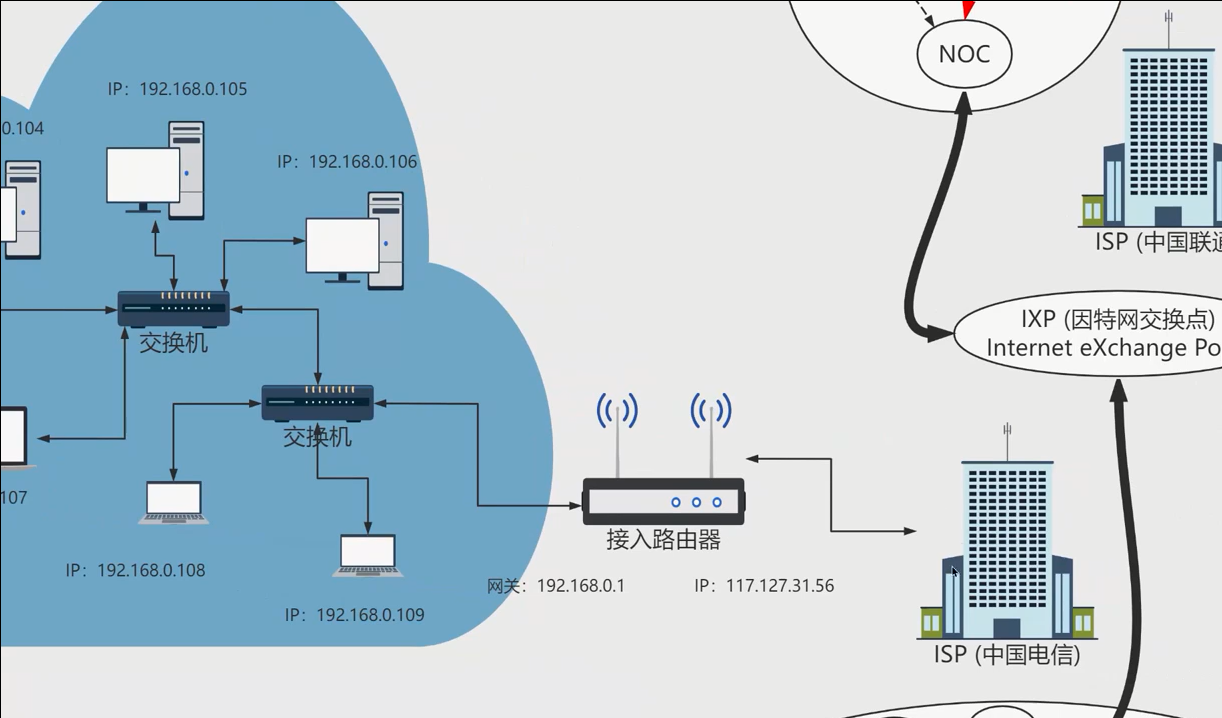 NOC
IP：192.168.0.105
0.104
IP：192.168.0.106
ISP (中国联通
IXP (因特网交换点)
Internet eXchange Po
交换机
交换机
107
接入路由器
IP：192.168.0.108
网关：192.168.0.1
IP：117.127.31.56
IP：192.168.0.109
ISP (中国电信)